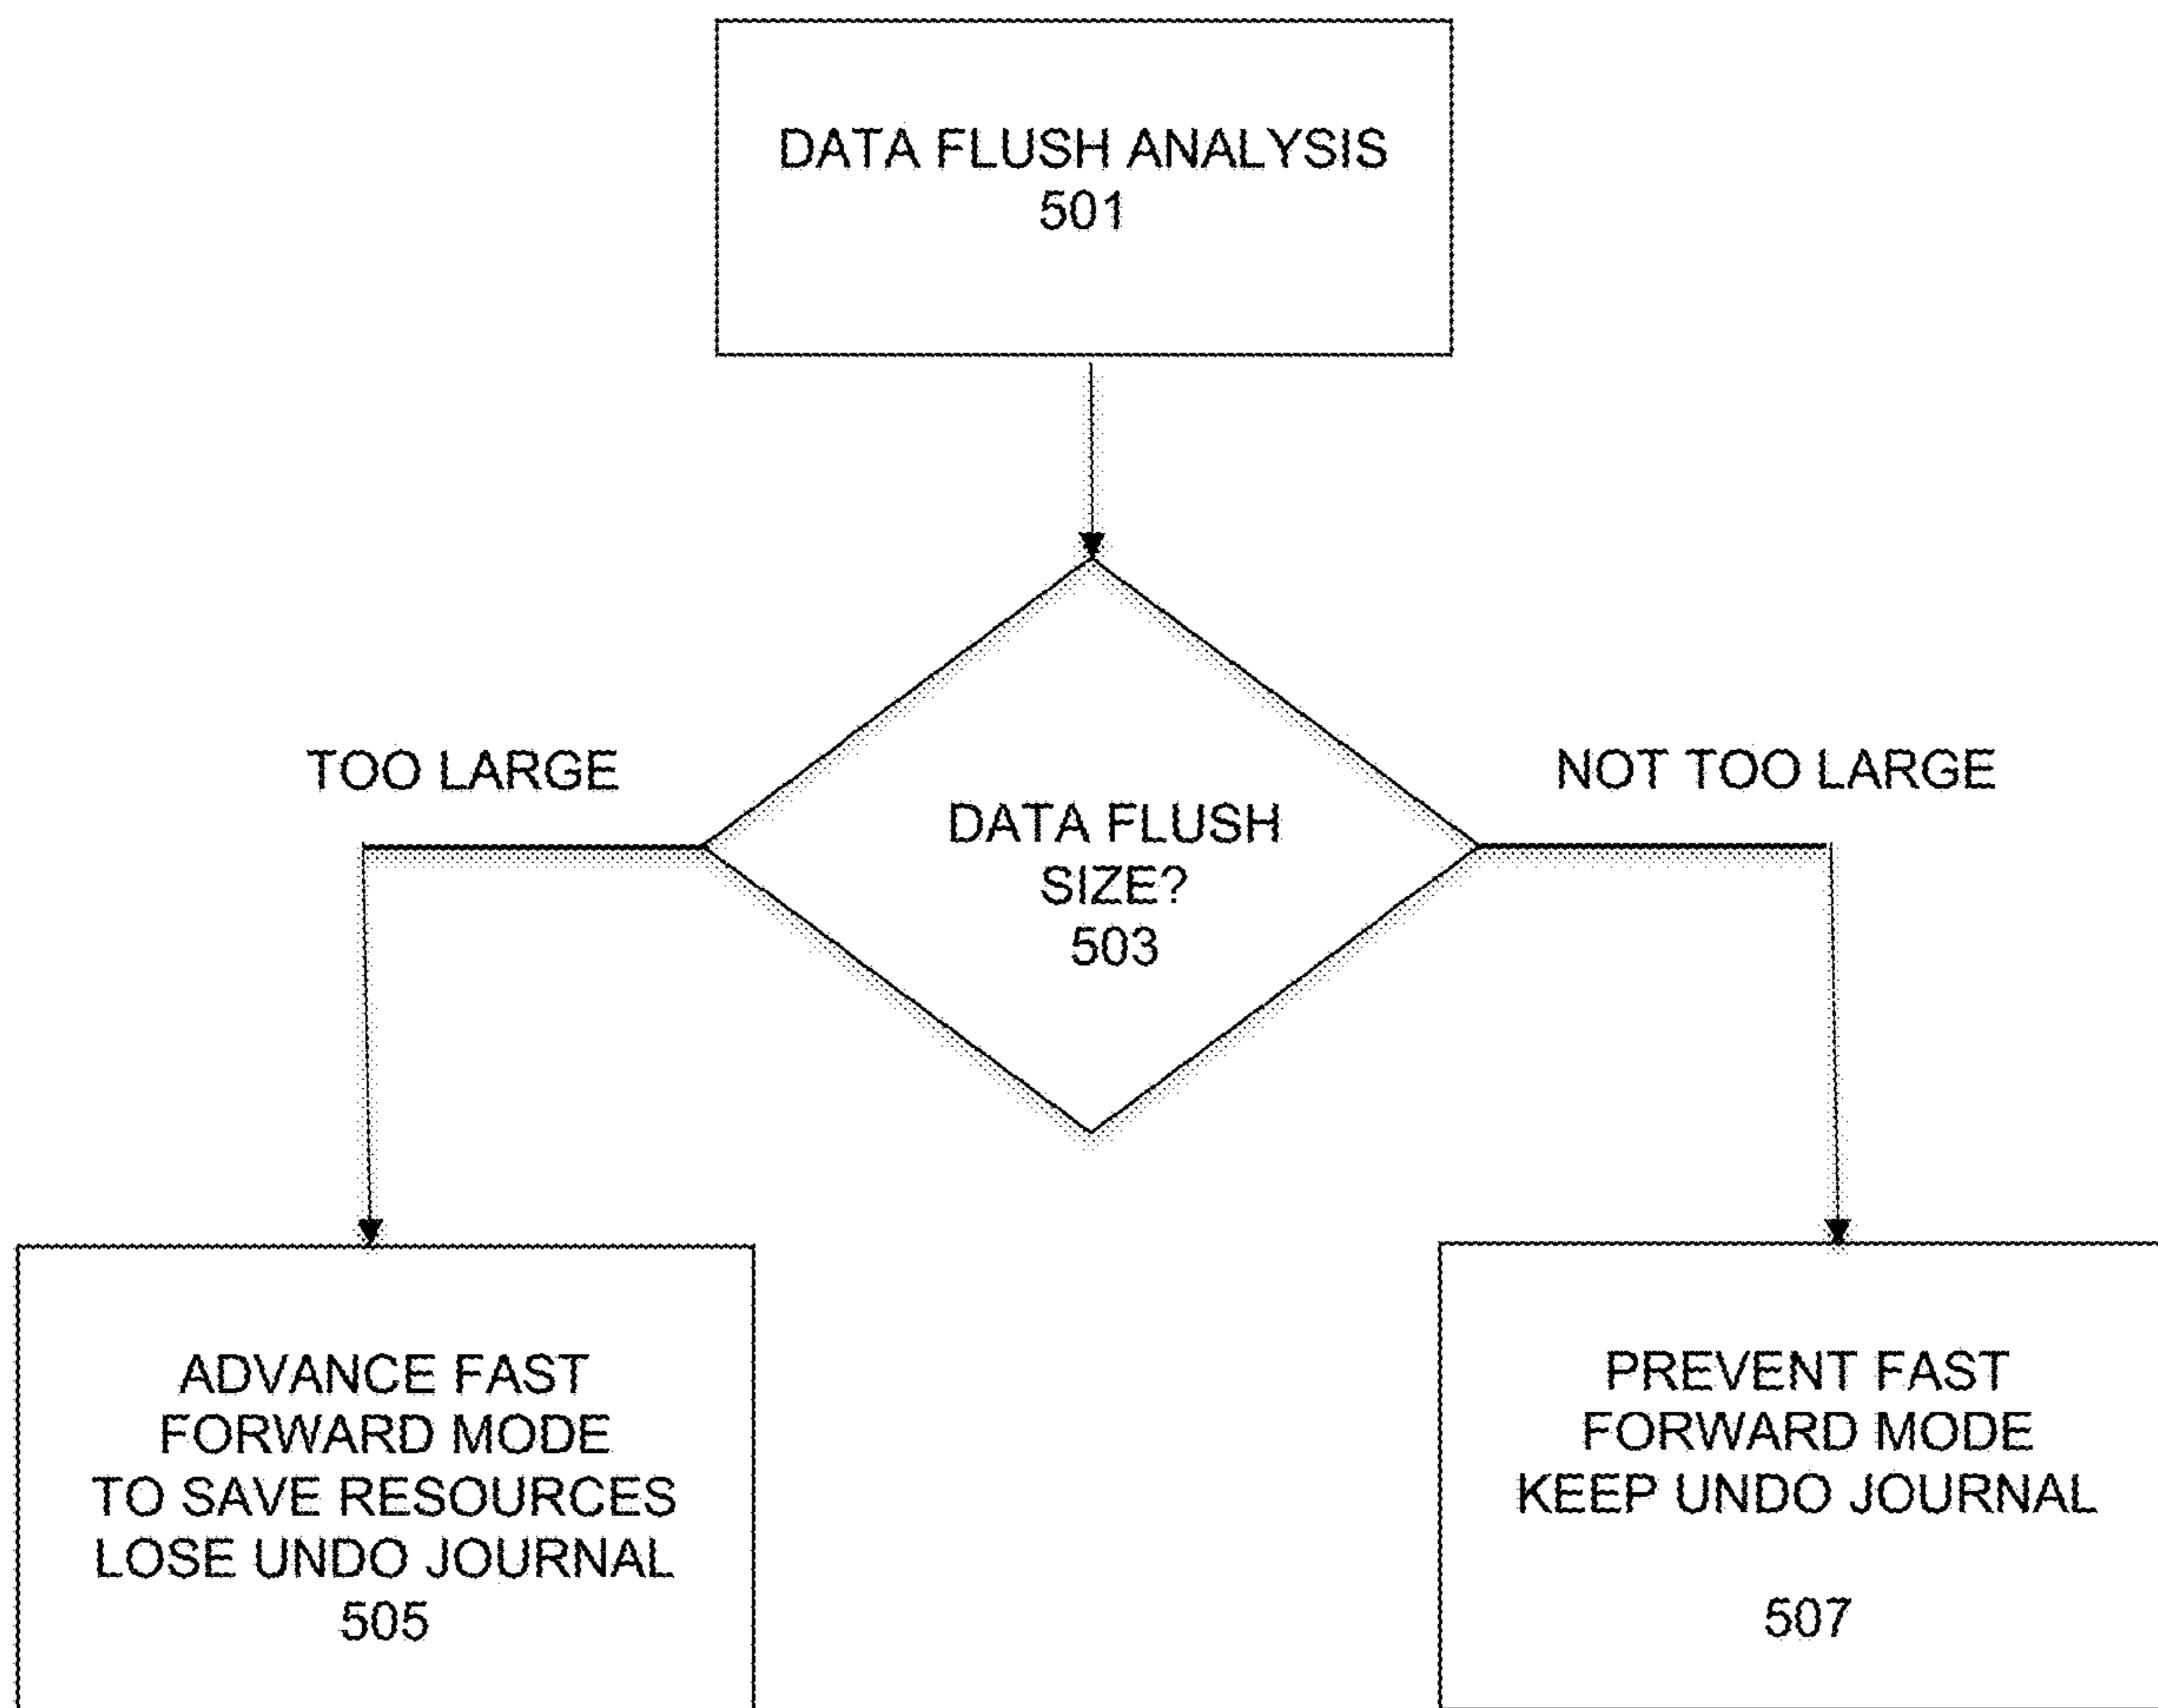 DATA FLUSH ANALYSIS
501
TOO LARGE
NOT TOO LARGE
DATA FLUSH
SIZE?
503
ADVANCE FAST
FORWARD MODE
TO SAVE RESOURCES
LOSE UNDO JOURNAL
505
PREVENT FAST
FORWARD MODE
KEEP UNDO JOURNAL
507